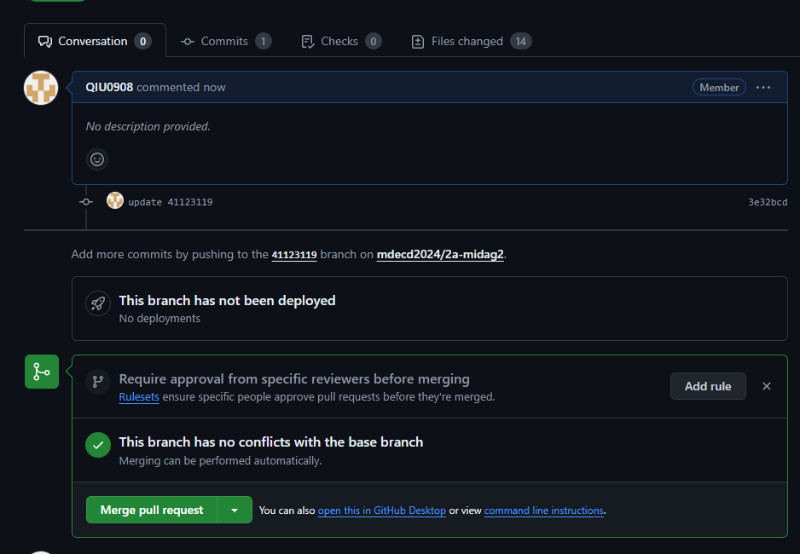 Conversation 0 Commits 1 Checks 0 Files changed 14
QIU0908 commented now Member
No description provided.
update 41123119 3e32bcd
Add more commits by pushing to the 41123119 branch on mdecd2024/2a-midag2.
This branch has not been deployed
No deployments
Require approval from specific reviewers before merging
Rulesets ensure specific people approve pull requests before they're merged.
Add rule
This branch has no conflicts with the base branch
Merging can be performed automatically.
Merge pull request You can also open this in GitHub Desktop or view command line instructions.